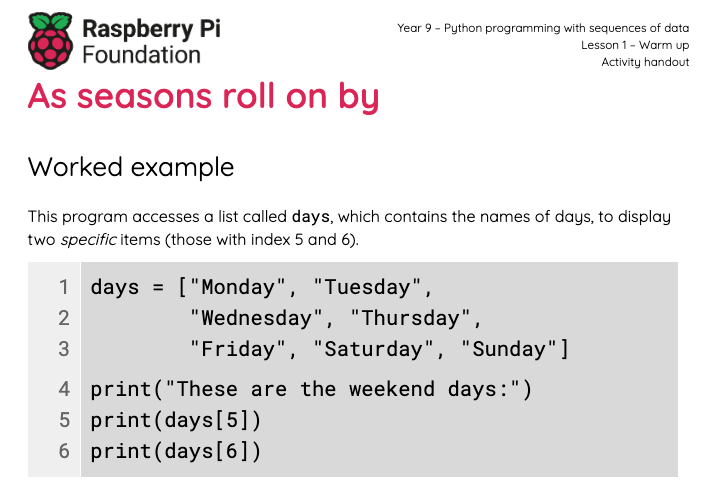 Raspberry Pi
Foundation
Year 9 – Python programming with sequences of data
Lesson 1 – Warm up
Activity handout
As seasons roll on by
Worked example
This program accesses a list called days, which contains the names of days, to display
two specific items (those with index 5 and 6).
1 days = ["Monday", "Tuesday",
2         "Wednesday", "Thursday",
3         "Friday", "Saturday", "Sunday"]
4 print("These are the weekend days:")
5 print(days[5])
6 print(days[6])